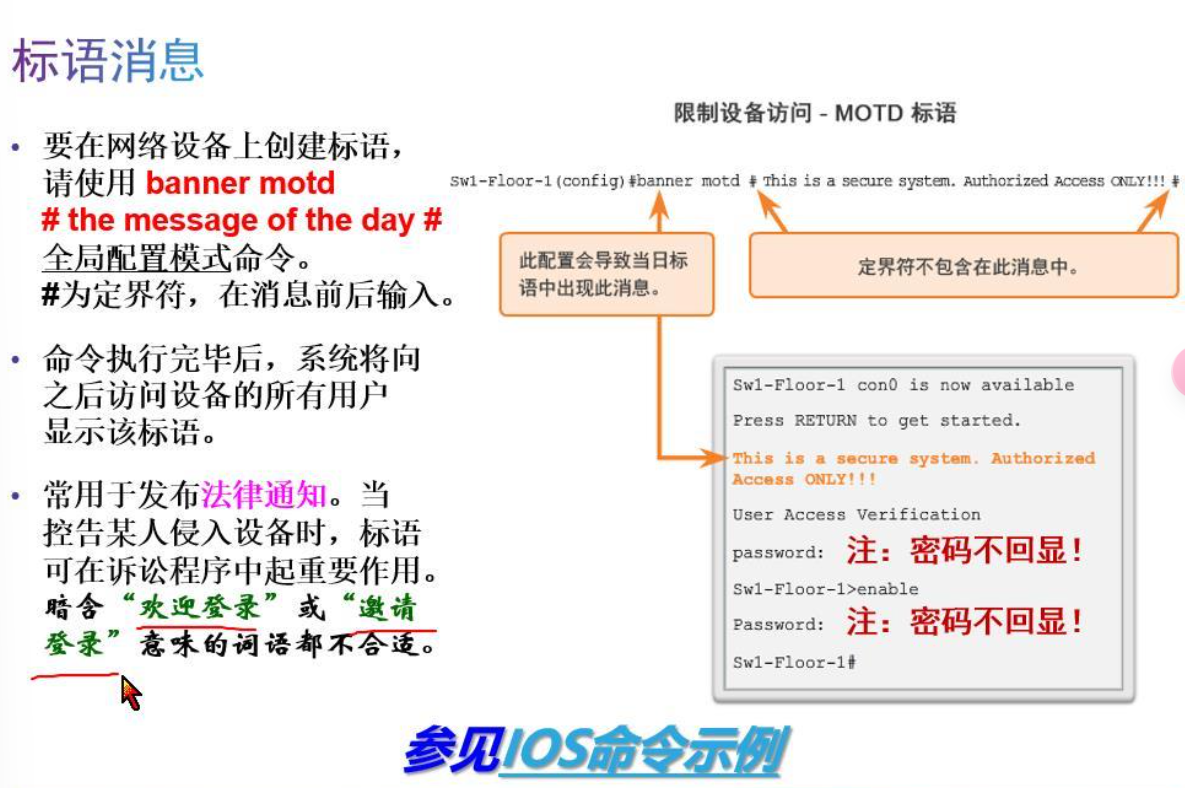 标语消息
• 要在网络设备上创建标语，
请使用 banner motd
# the message of the day #
全局配置模式命令。
#为定界符，在消息前后输入。
• 命令执行完毕后，系统将向
之后访问设备的所有用户
显示该标语。
• 常用于发布法律通知。当
控告某人侵入设备时，标语
可在诉讼程序中起重要作用。
暗含“欢迎登录”或“邀请
登录”意味的词语都不合适。
限制设备访问 - MOTD 标语
Sw1-Floor-1(config)#banner motd # This is a secure system. Authorized Access ONLY!!! #
此配置会导致当日标
语中出现此消息。
定界符不包含在此消息中。
Sw1-Floor-1 con0 is now available
Press RETURN to get started.
This is a secure system. Authorized
Access ONLY!!!
User Access Verification
password: 注：密码不回显！
Sw1-Floor-1>enable
Password: 注：密码不回显！
Sw1-Floor-1#
参见IOS命令示例